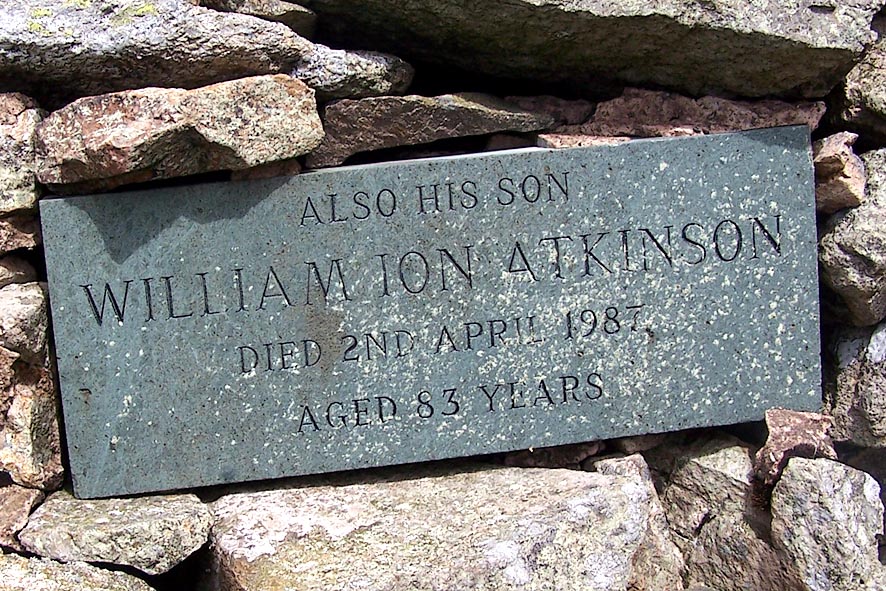 ALSO HIS SON
WILLIAM ION ATKINSON
DIED 2ND APRIL 1987
AGED 83 YEARS